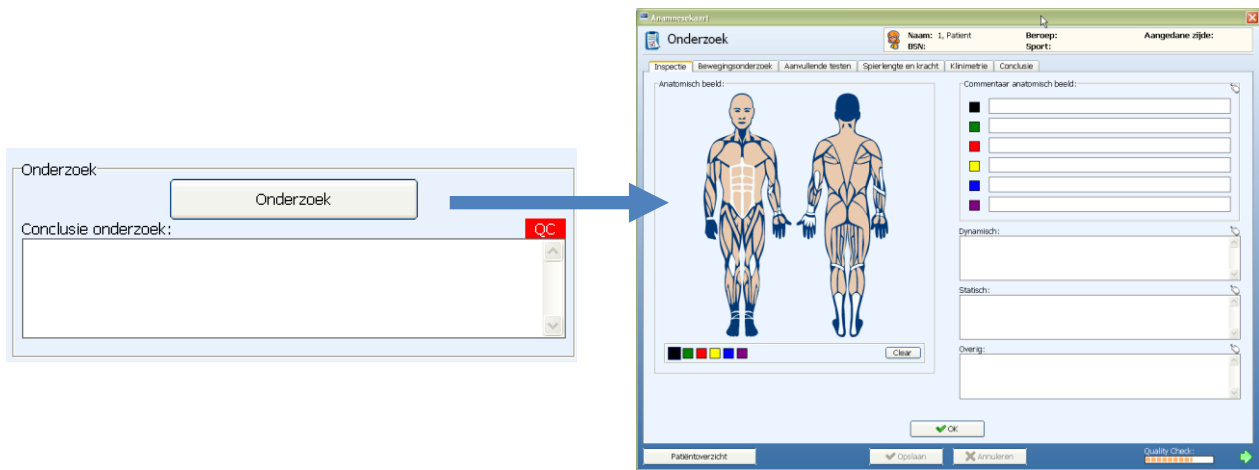 Onderzoek
Onderzoek
Conclusie onderzoek:
QC
Anamnesekaart
Onderzoek
Naam: 1, Patient
BSN:
Beroep:
Sport:
Aangedane zijde:
Inspectie Bewegingsonderzoek Aanvullende testen Spierlengte en kracht Klinimetrie Conclusie
Anatomisch beeld:
Commentaar anatomisch beeld:
Dynamisch:
Statisch:
Overig:
Clear
OK
Patiëntoverzicht
Opslaan
Annuleren
Quality Check: